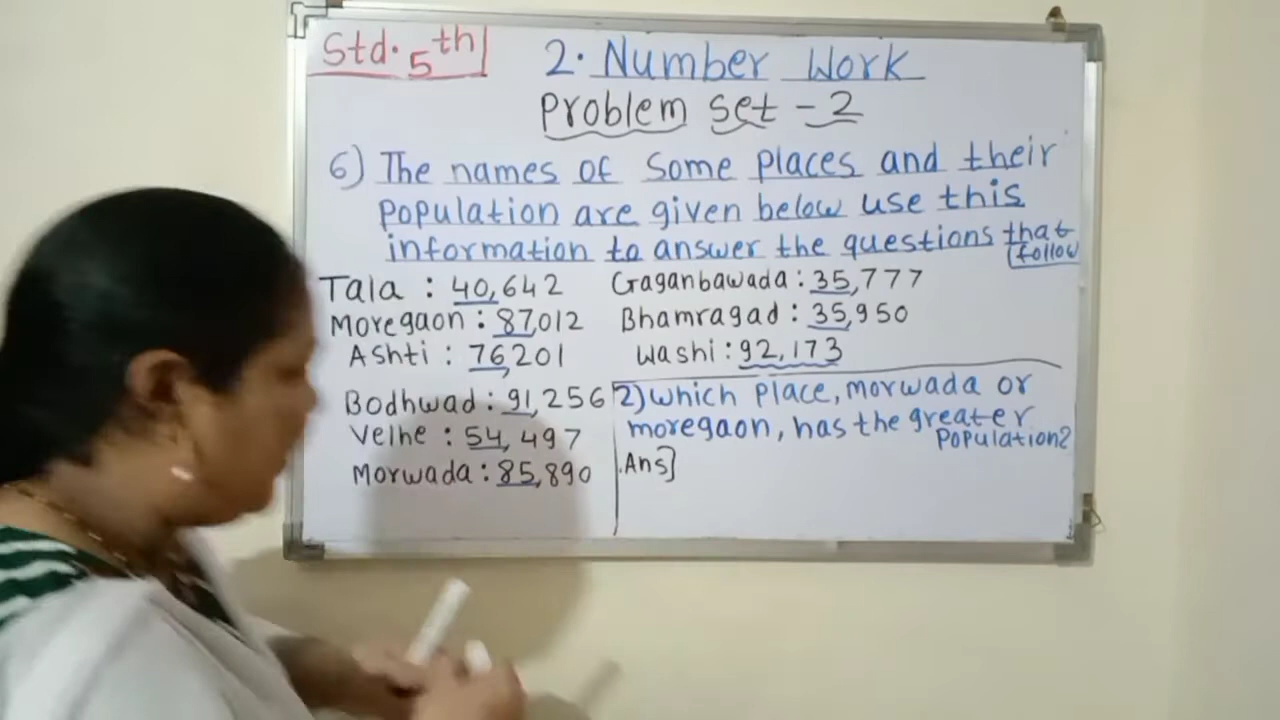 Std. 5th
2. Number Work
Problem set - 2
6) The names of some places and their
population are given below use this
information to answer the questions that
follow
Tala : 40,642
Moregaon : 87,012
Ashti : 76,201
Bodhwad : 91,256
Velhe : 54,497
Morwada : 85,890
Gaganbawada : 35,777
Bhamragad : 35,950
Washi : 92,173
2) which place, morwada or
moregaon, has the greater
population?
Ans]